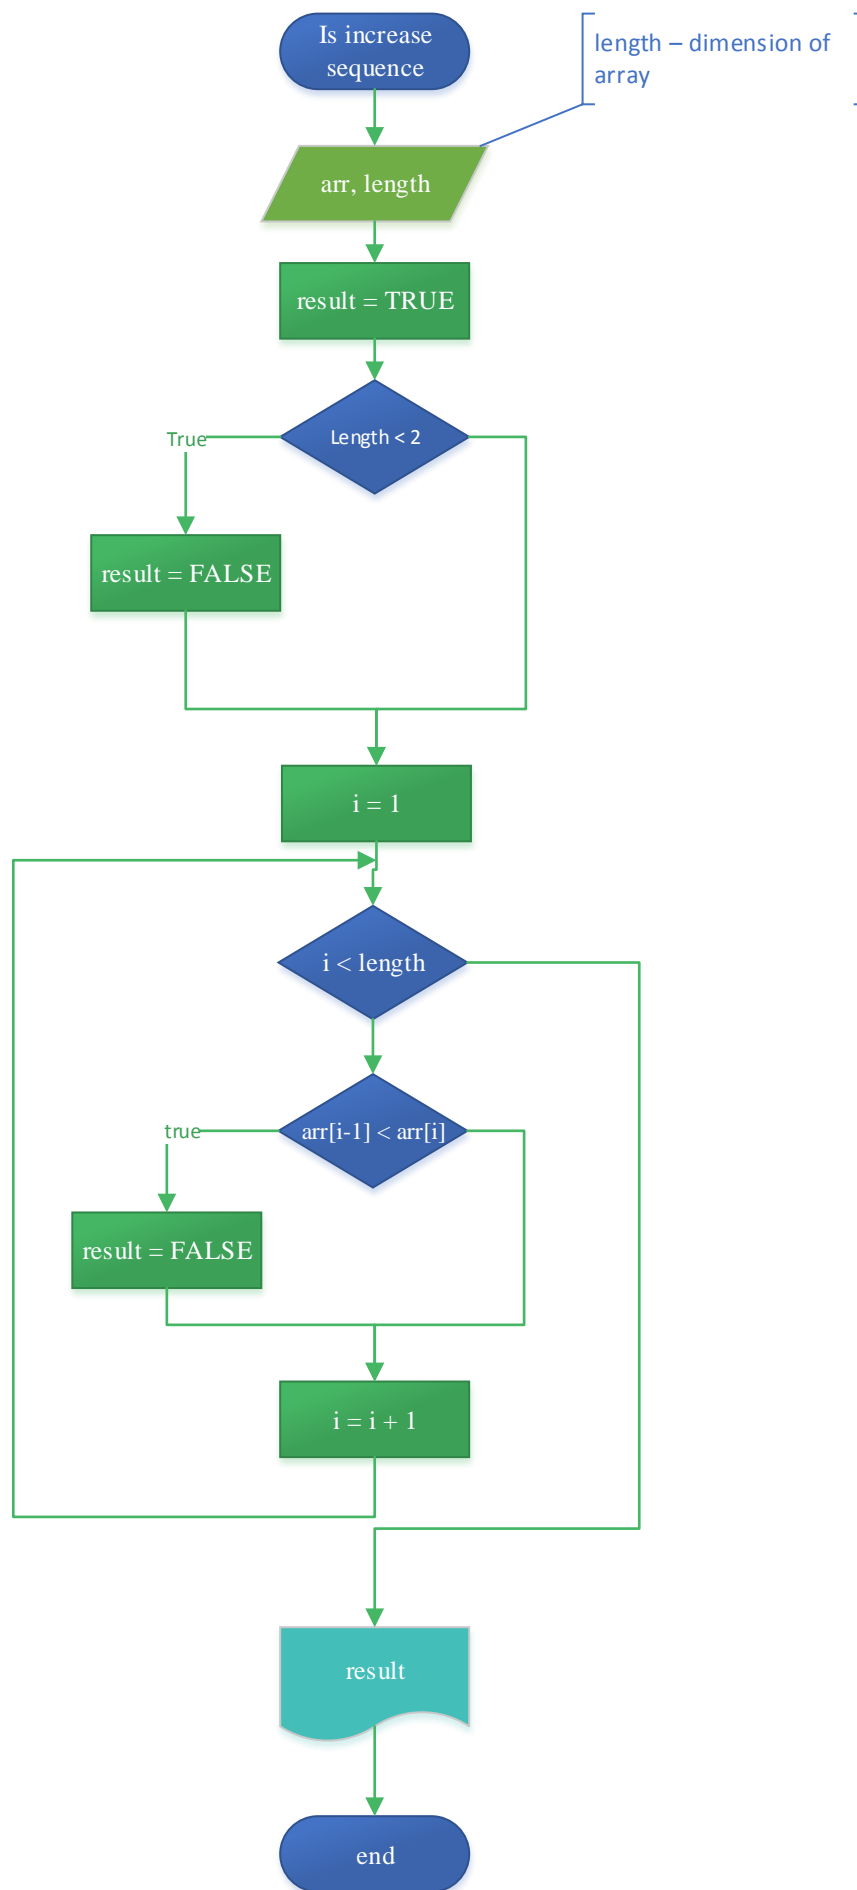 Is increase
sequence
length – dimension of
array
arr, length
result = TRUE
Length < 2
True
result = FALSE
i = 1
i < length
arr[i-1] < arr[i]
true
result = FALSE
i = i + 1
result
end